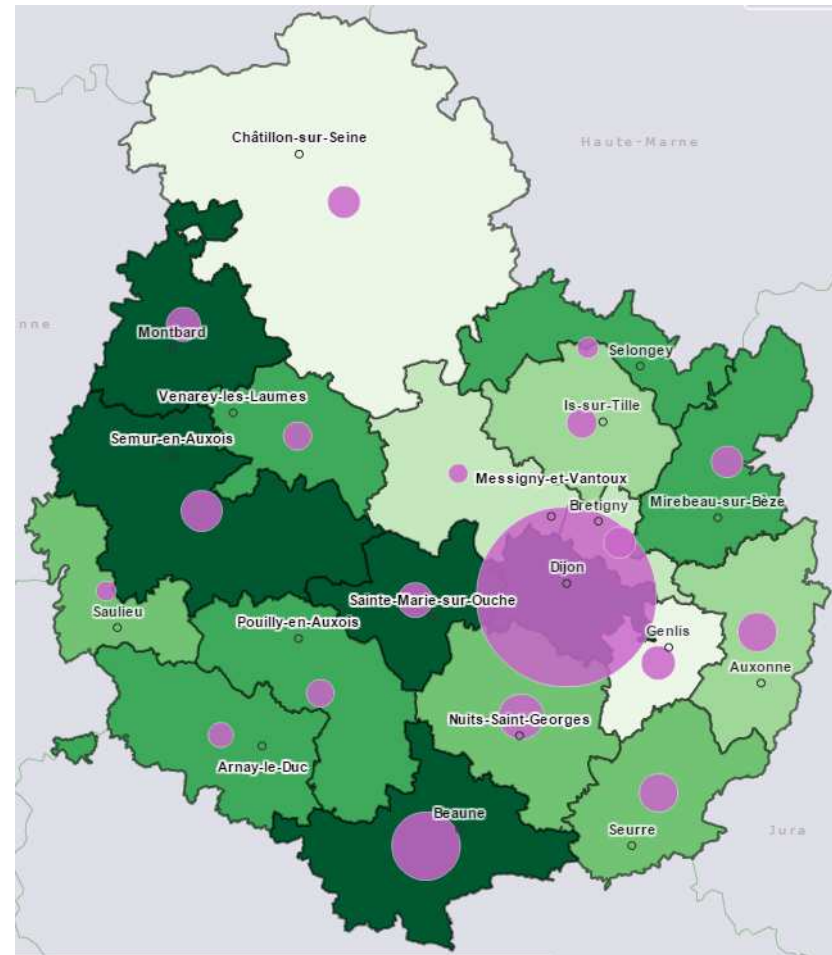 Châtillon-sur-Seine
Haute-Marne
nne
Montbard
Selongey
Venarey-les-Laumes
Is-sur-Tille
Semur-en-Auxois
Messigny-et-Vantoux
Bretigny
Mirebeau-sur-Bèze
Dijon
Sainte-Marie-sur-Ouche
Saulieu
Pouilly-en-Auxois
Genlis
Auxonne
Nuits-Saint-Georges
Arnay-le-Duc
Beaune
Seurre
Jura